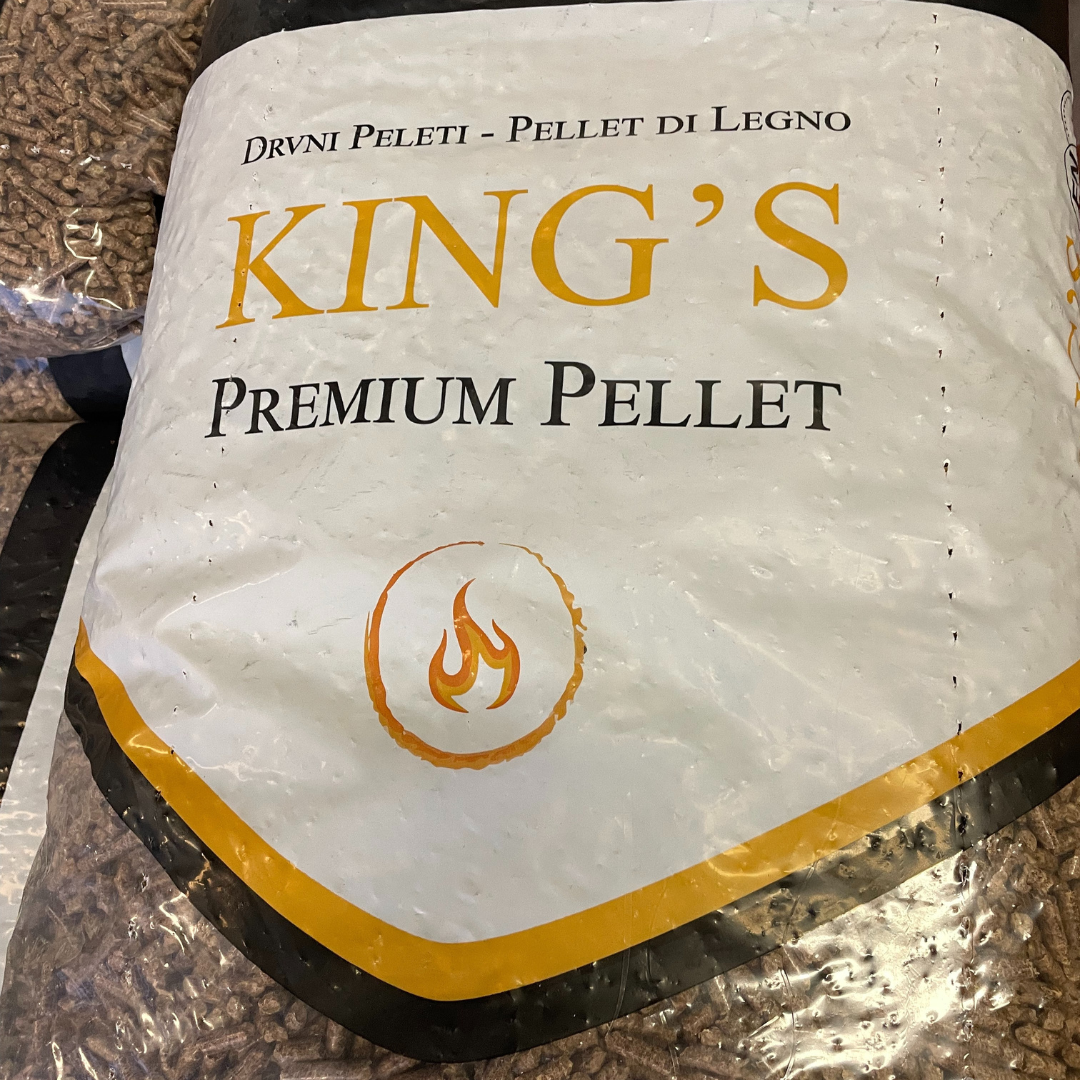 DRVNI PELETI - PELLET DI LEGNO
KING'S
PREMIUM PELLET